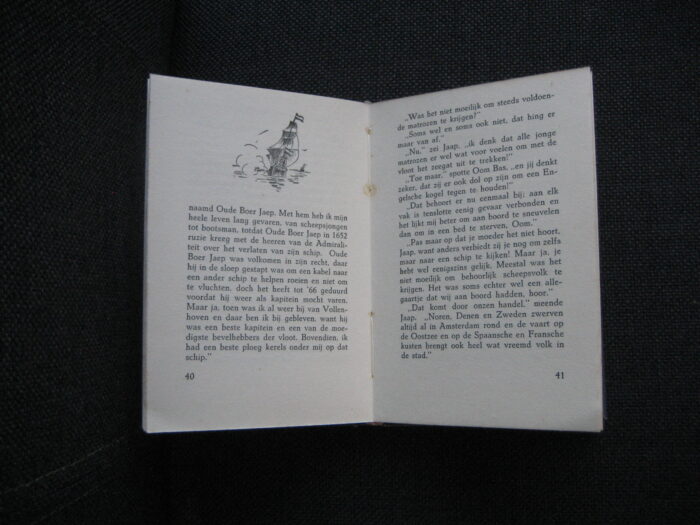 naamd Oude Boer Jaep. Met hem heb ik mijn
heele leven lang gevaren, van scheepsjongen
tot bootsman, totdat Oude Boer Jaep in 1652
ruzie kreeg met de heeren van de Admirali-
teit over het verlaten van zijn schip. Oude
Boer Jaep was volkomen in zijn recht, daar
hij in de sloep gestapt was om een kabel naar
een ander schip te helpen roeien en niet om
te vluchten, doch het heeft tot '66 geduurd
voordat hij weer als kapitein mocht varen.
Maar ja, toen was ik al weer bij van Vollen-
hoven en daar ben ik bij gebleven, want hij
was een beste kapitein en een van de moe-
digste bevelhebbers der vloot. Bovendien, ik
had een beste ploeg kerels onder mij op dat
schip."
40
„Was het niet moeilijk om steeds voldoen-
de matrozen te krijgen?"
„Soms wel en soms ook niet, dat hing er
maar van af."
„Nu," zei Jaap, „ik denk dat alle jonge
matrozen er wel wat voor voelen om met de
vloot het zeegat uit te trekken!"
„Toe maar," spotte Oom Bas, „en jij denkt
zeker, dat zij er ook dol op zijn om een En-
gelsche kogel tegen te houden!"
„Dat behoort er nu eenmaal bij; aan elk
vak is tenslotte eenig gevaar verbonden en
het lijkt mij beter om aan boord te sneuvelen
dan om in een bed te sterven, Oom."
„Pas maar op dat je moeder het niet hoort,
Jaap, want anders verbiedt zij je nog om zelfs
maar naar een schip te kijken! Maar ja, je
hebt wel eenigszins gelijk. Meestal was het
niet moeilijk om behoorlijk scheepsvolk te
krijgen. Het was soms echter wel een alle-
gaartje dat wij aan boord hadden, hoor."
„Dat komt door onzen handel," meende
Jaap. „Noren, Denen en Zweden zwerven
altijd al in Amsterdam rond en de vaart op
de Oostzee en op de Spaansche en Fransche
kusten brengt ook heel wat vreemd volk in
de stad."
41